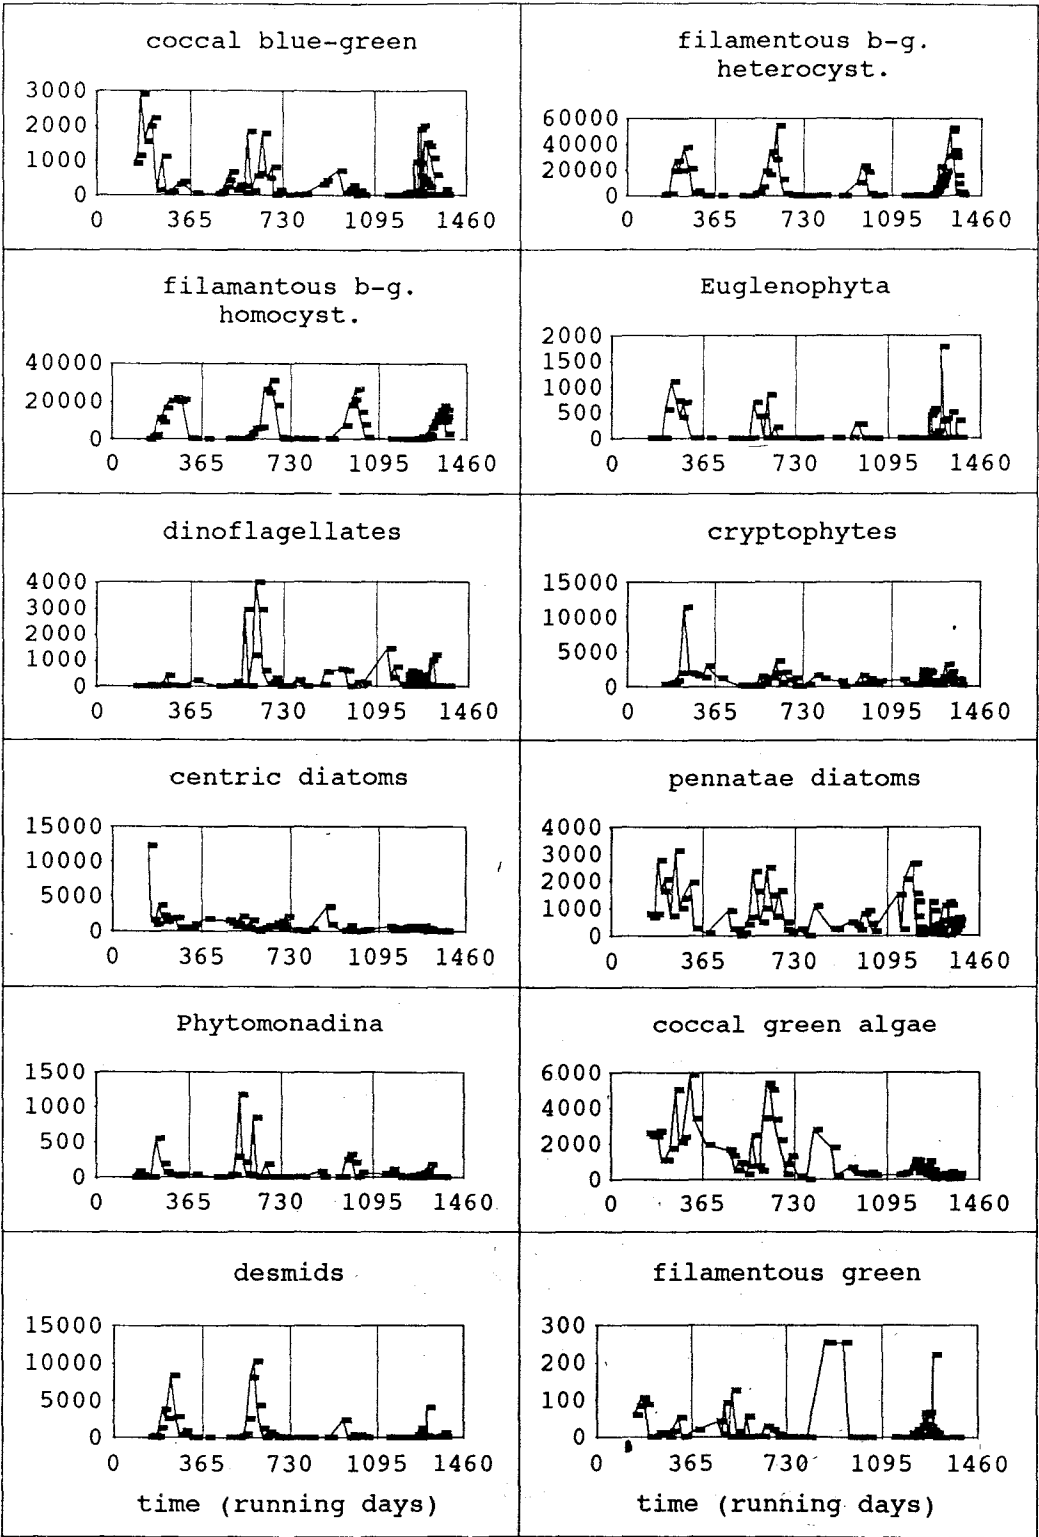 coccal blue-green
3000
2000
1000
0
0 365 730 1095 1460
filamentous b-g.
heterocyst.
60000
40000
20000
0
0 365 730 1095 1460
filamantous b-g.
homocyst.
40000
20000
0
0 365 730 1095 1460
Euglenophyta
2000
1500
1000
500
0
0 365 730 1095 1460
dinoflagellates
4000
3000
2000
1000
0
0 365 730 1095 1460
cryptophytes
15000
10000
5000
0
0 365 730 1095 1460
centric diatoms
15000
10000
5000
0
0 365 730 1095 1460
pennatae diatoms
4000
3000
2000
1000
0
0 365 730 1095 1460
Phytomonadina
1500
1000
500
0
0 365 730 1095 1460
coccal green algae
6000
4000
2000
0
0 365 730 1095 1460
desmids
15000
10000
5000
0
0 365 730 1095 1460
time (running days)
filamentous green
300
200
100
0
0 365 730 1095 1460
time (running days)